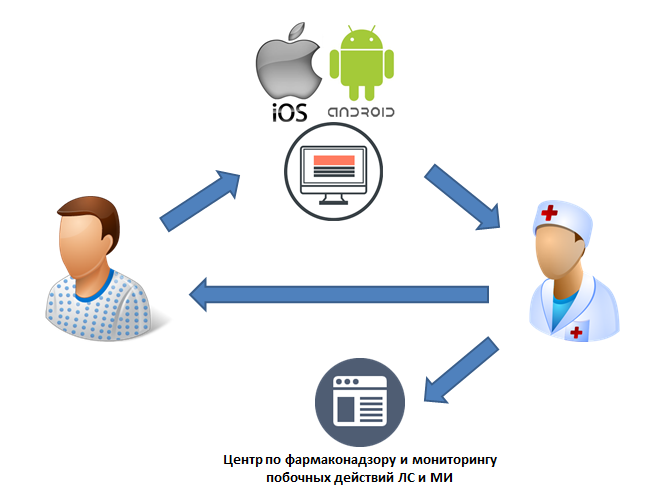 iOS
ANDROID
Центр по фармаконадзору и мониторингу
побочных действий ЛС и МИ